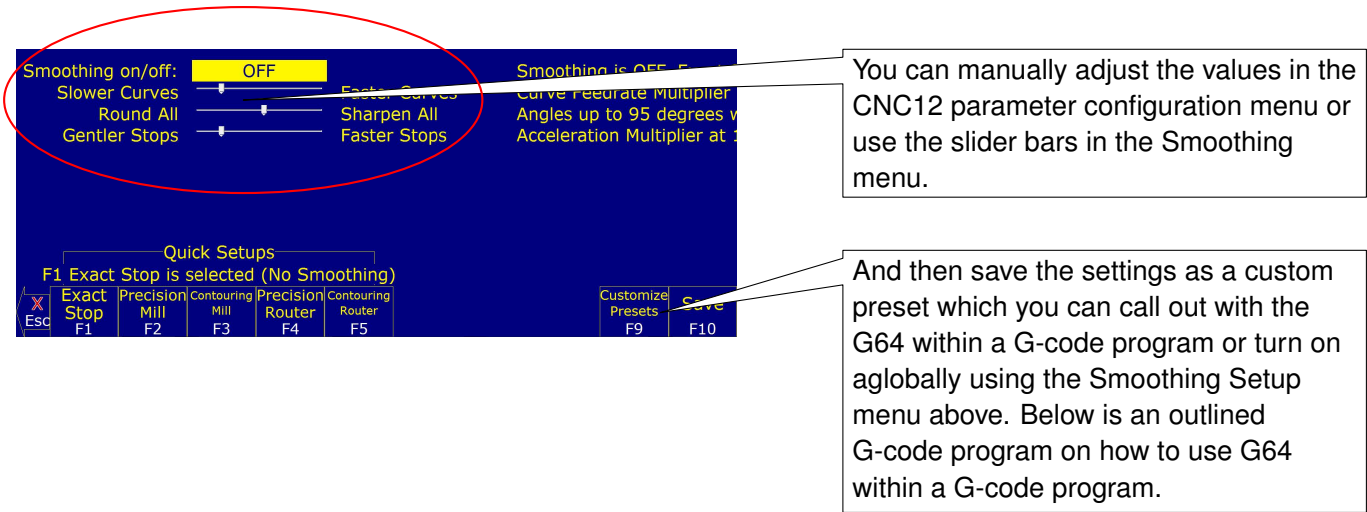 Smoothing on/off: OFF
Slower Curves Faster Curves
Round All Sharpen All
Gentler Stops Faster Stops
Smoothing is OFF.
Curve Feedrate Multiplier
Angles up to 95 degrees
Acceleration Multiplier at
You can manually adjust the values in the
CNC12 parameter configuration menu or
use the slider bars in the Smoothing
menu.
Quick Setups
F1 Exact Stop is selected (No Smoothing)
X Esc
Exact Stop F1
Precision Mill F2
Contouring Mill F3
Precision Router F4
Contouring Router F5
Customize Presets F9
Save F10
And then save the settings as a custom
preset which you can call out with the
G64 within a G-code program or turn on
aglobally using the Smoothing Setup
menu above. Below is an outlined
G-code program on how to use G64
within a G-code program.